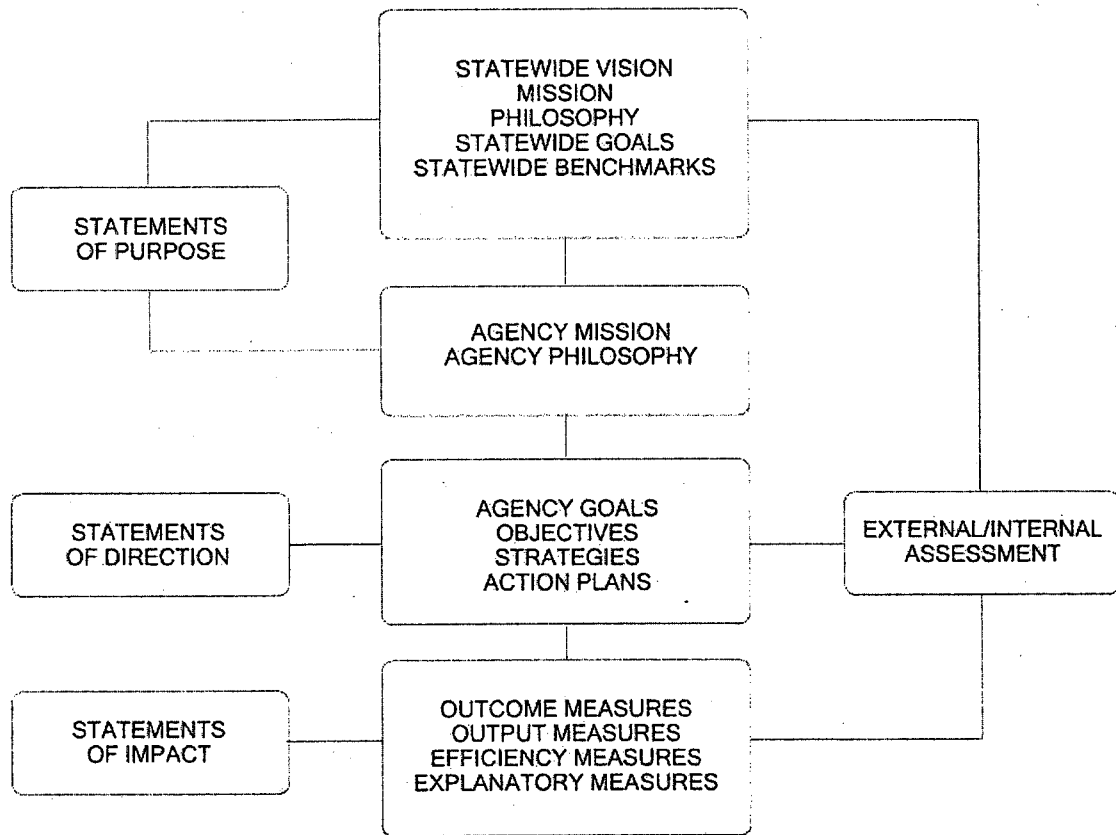 STATEWIDE VISION
MISSION
PHILOSOPHY
STATEWIDE GOALS
STATEWIDE BENCHMARKS
STATEMENTS
OF PURPOSE
AGENCY MISSION
AGENCY PHILOSOPHY
STATEMENTS
OF DIRECTION
AGENCY GOALS
OBJECTIVES
STRATEGIES
ACTION PLANS
EXTERNAL/INTERNAL
ASSESSMENT
STATEMENTS
OF IMPACT
OUTCOME MEASURES
OUTPUT MEASURES
EFFICIENCY MEASURES
EXPLANATORY MEASURES